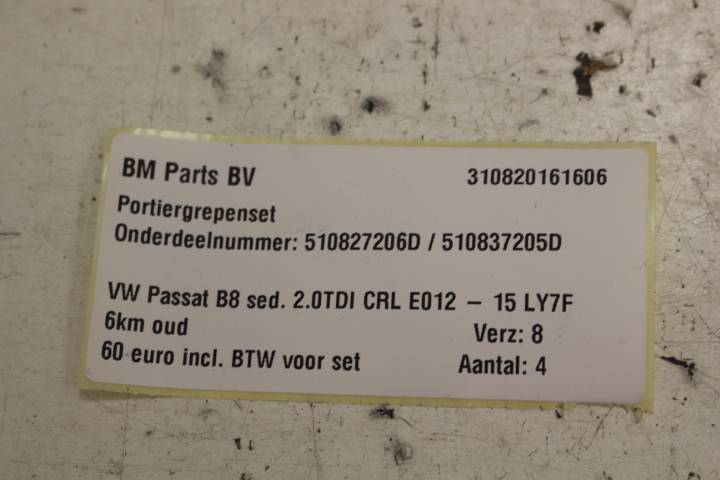 BM Parts BV 310820161606
Portiergrepenset
Onderdeelnummer: 510827206D / 510837205D
VW Passat B8 sed. 2.0TDI CRL E012 – 15 LY7F
6km oud Verz: 8
60 euro incl. BTW voor set Aantal: 4